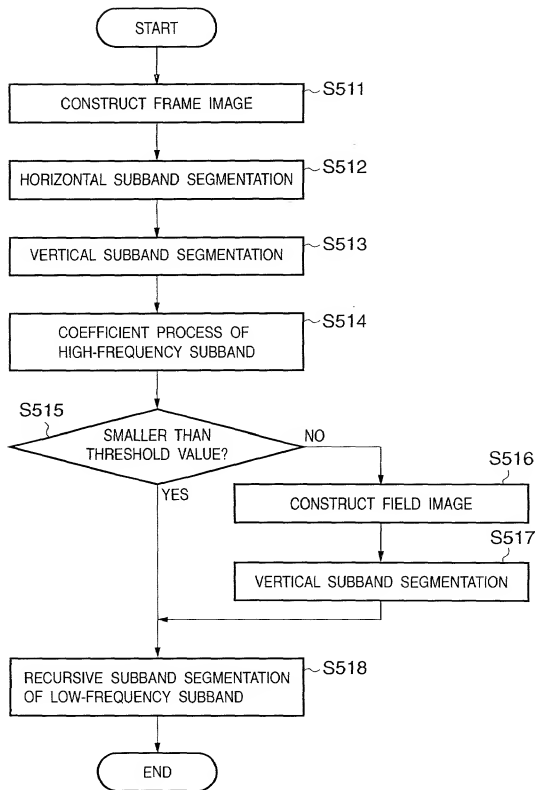 START
CONSTRUCT FRAME IMAGE
S511
HORIZONTAL SUBBAND SEGMENTATION
S512
VERTICAL SUBBAND SEGMENTATION
S513
COEFFICIENT PROCESS OF
HIGH-FREQUENCY SUBBAND
S514
S515
SMALLER THAN
THRESHOLD VALUE?
NO
YES
S516
CONSTRUCT FIELD IMAGE
S517
VERTICAL SUBBAND SEGMENTATION
RECURSIVE SUBBAND SEGMENTATION
OF LOW-FREQUENCY SUBBAND
S518
END